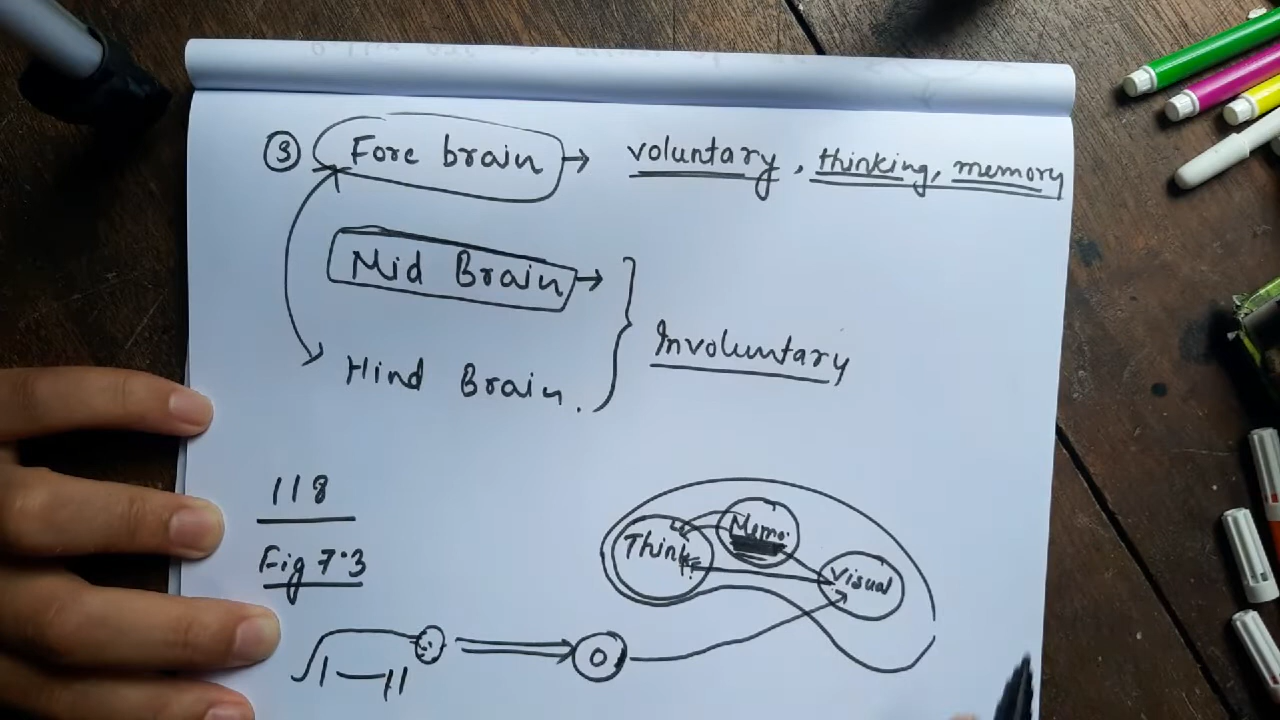 3 Fore brain → voluntary, thinking, memory
Mid Brain →
Involuntary
Hind Brain.
118
Fig 7.3
Memo.
Think
Visual